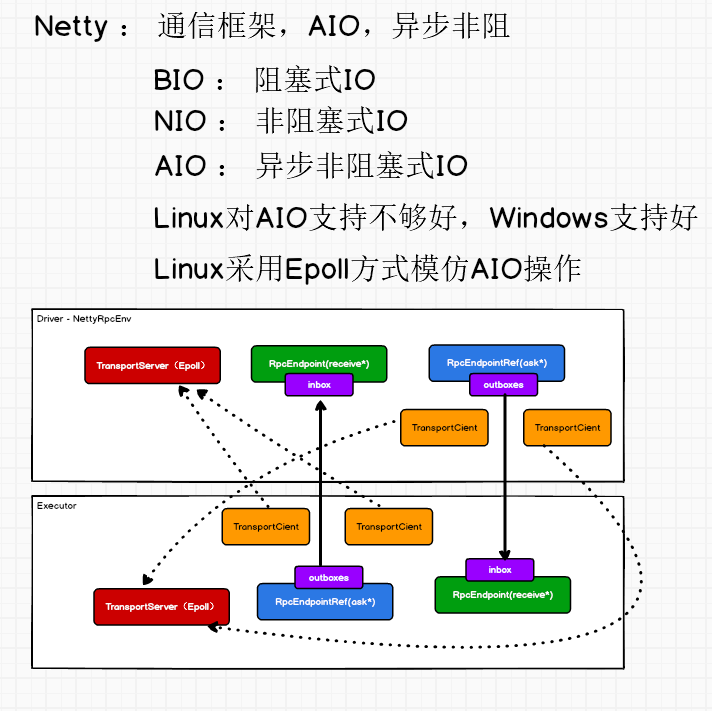 Netty： 通信框架，AIO，异步非阻
BIO： 阻塞式IO
NIO： 非阻塞式IO
AIO： 异步非阻塞式IO
Linux对AIO支持不够好，Windows支持好
Linux采用Epoll方式模仿AIO操作
Driver - NettyRpcEnv
TransportServer（Epoll）
RpcEndpoint(receive*)
inbox
RpcEndpointRef(ask*)
outboxes
TransportCient
TransportCient
Executor
TransportCient
TransportCient
TransportServer（Epoll）
outboxes
RpcEndpointRef(ask*)
inbox
RpcEndpoint(receive*)